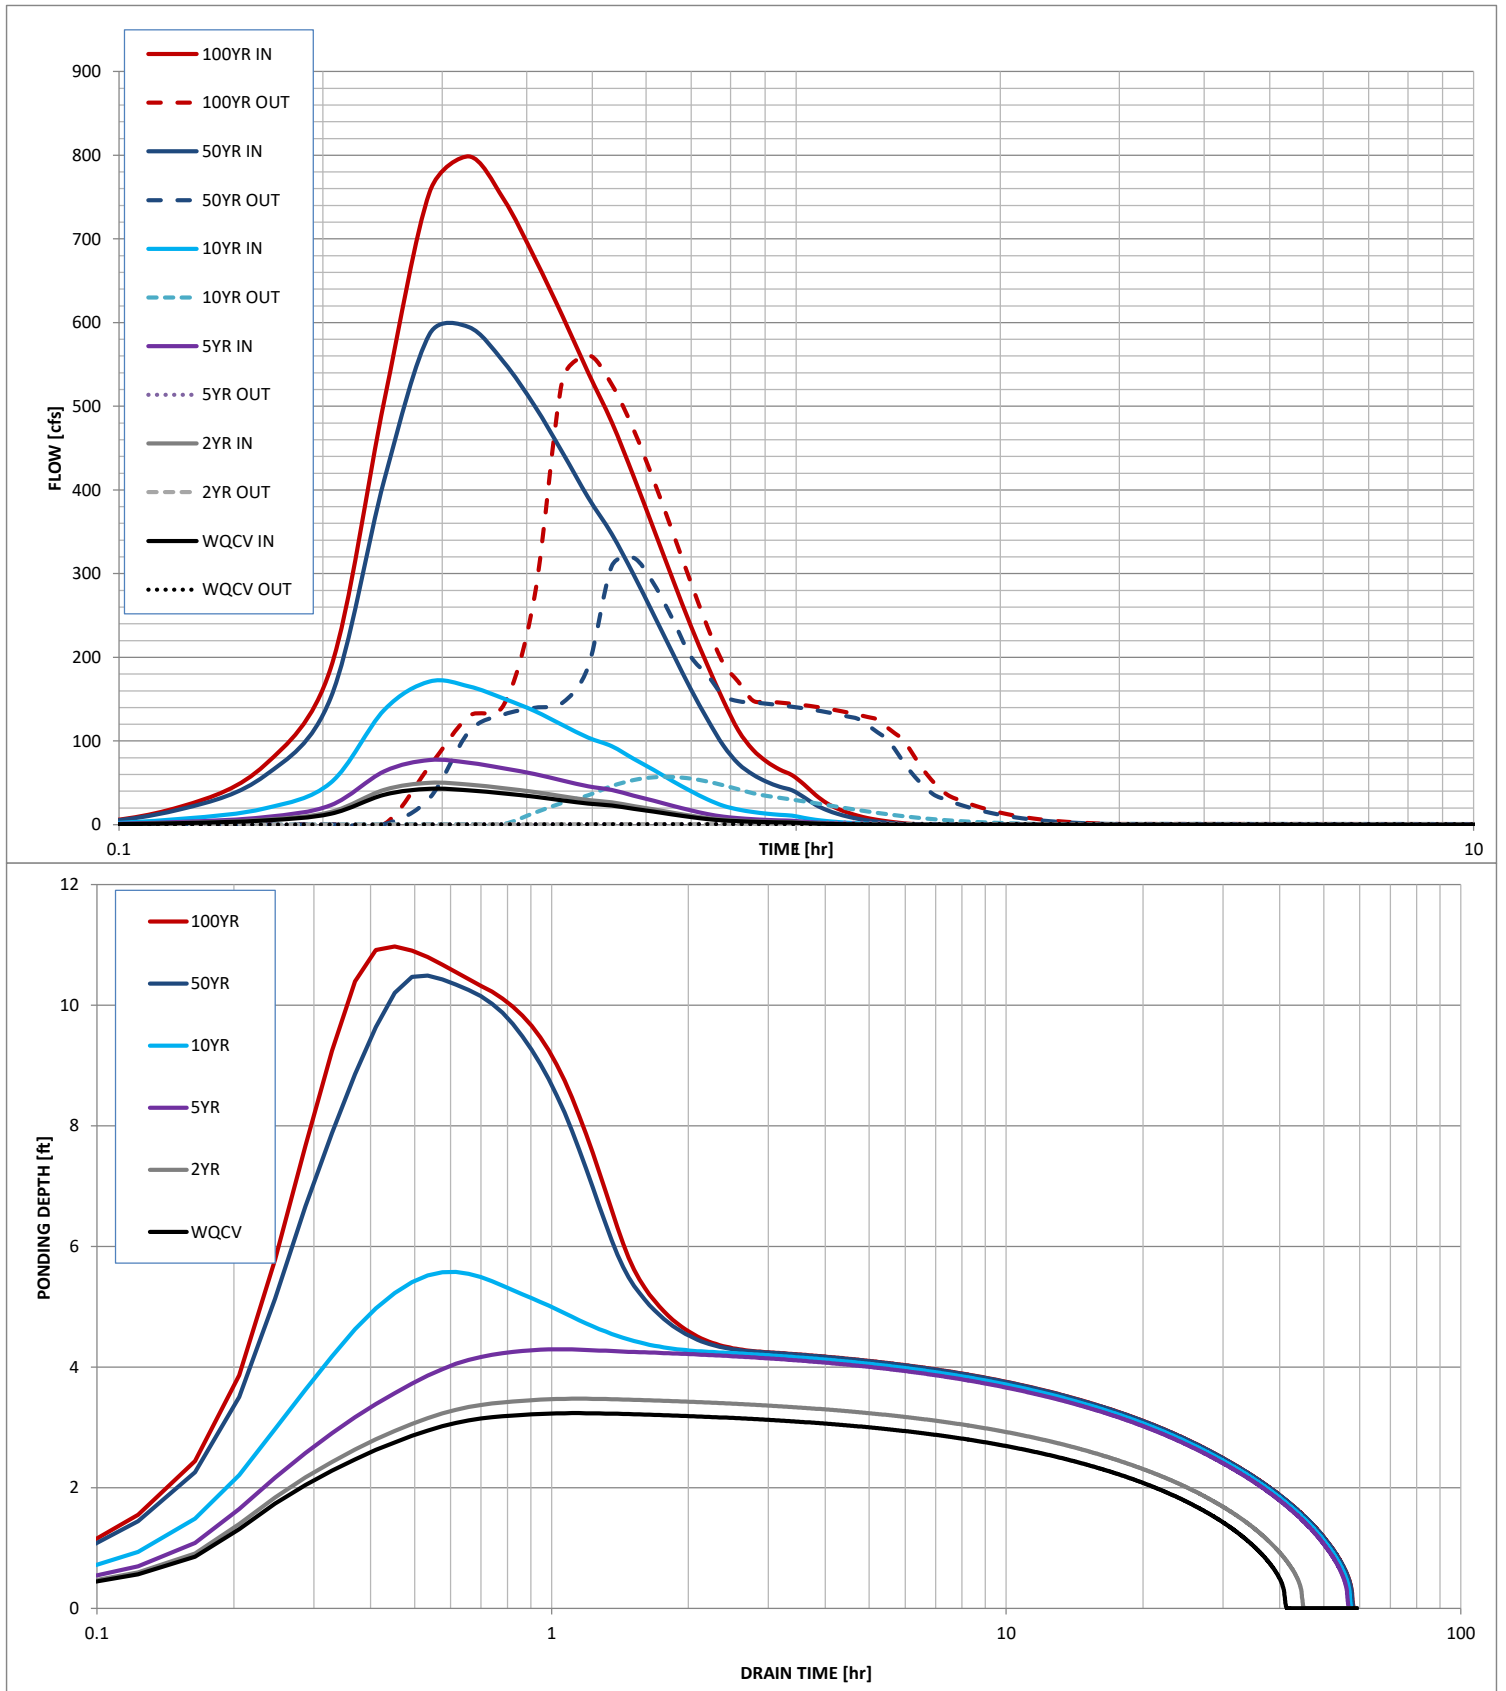 100YR IN
100YR OUT
50YR IN
50YR OUT
10YR IN
10YR OUT
5YR IN
5YR OUT
2YR IN
2YR OUT
WQCV IN
WQCV OUT
900
800
700
600
500
400
300
200
100
0
FLOW [cfs]
0.1
1
10
TIME [hr]
100YR
50YR
10YR
5YR
2YR
WQCV
12
10
8
6
4
2
0
PONDING DEPTH [ft]
0.1
1
10
100
DRAIN TIME [hr]